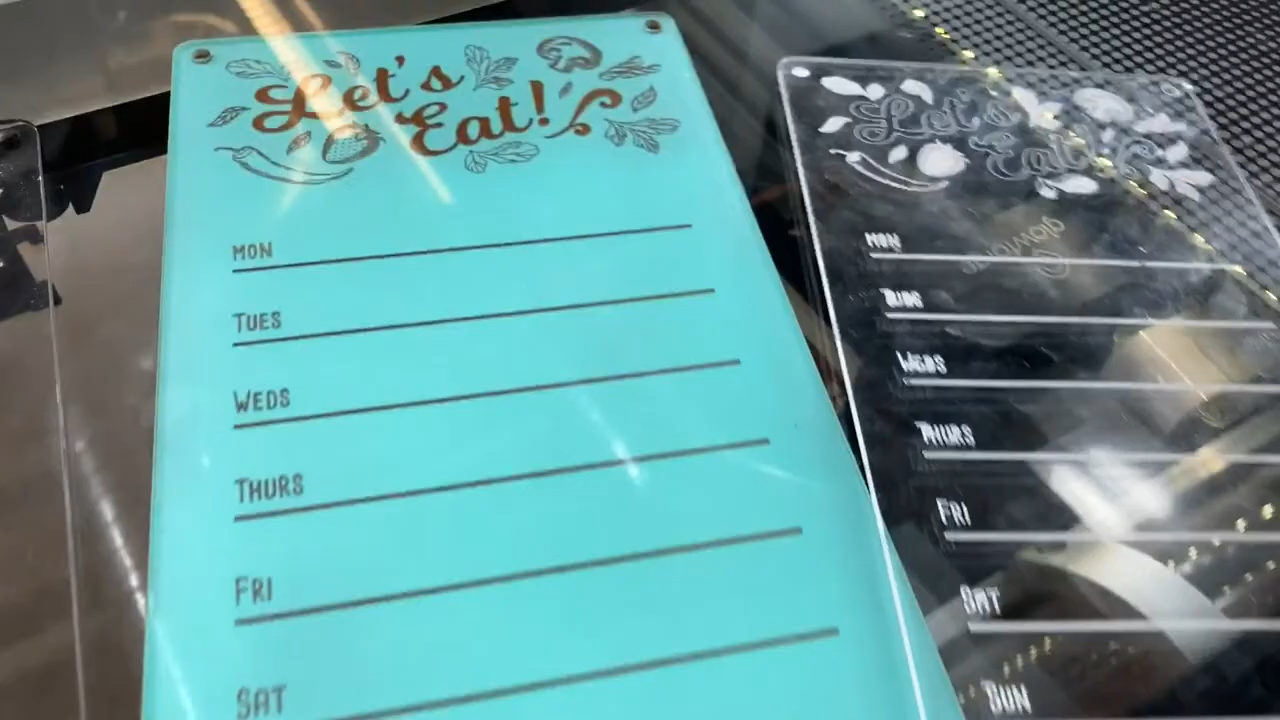 Let's
Eat!
MON
TUES
WEDS
THURS
FRI
SAT
Let's
Eat!
MON
TUES
WEDS
THURS
FRI
SAT
SUN